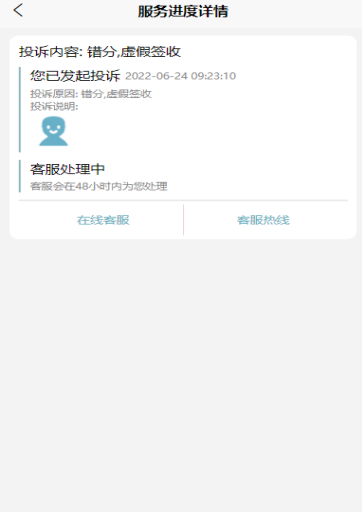 服务进度详情
投诉内容: 错分,虚假签收
您已发起投诉 2022-06-24 09:23:10
投诉原因: 错分,虚假签收
投诉说明:
客服处理中
客服会在48小时内为您处理
在线客服 客服热线